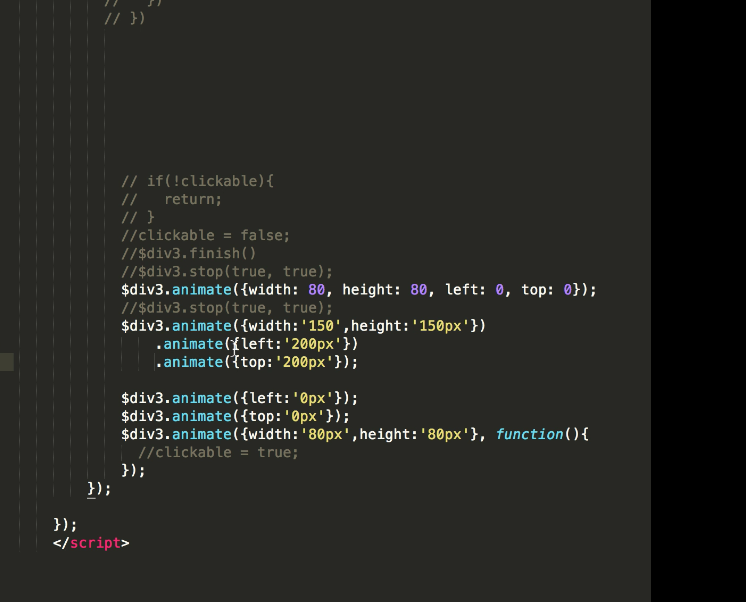 //   })
// })
// if(!clickable){
//   return;
// }
//clickable = false;
//$div3.finish()
//$div3.stop(true, true);
$div3.animate({width: 80, height: 80, left: 0, top: 0});
//$div3.stop(true, true);
$div3.animate({width:'150',height:'150px'})
.animate({left:'200px'})
.animate({top:'200px'});
$div3.animate({left:'0px'});
$div3.animate({top:'0px'});
$div3.animate({width:'80px',height:'80px'}, function(){
//clickable = true;
});
});
});
</script>